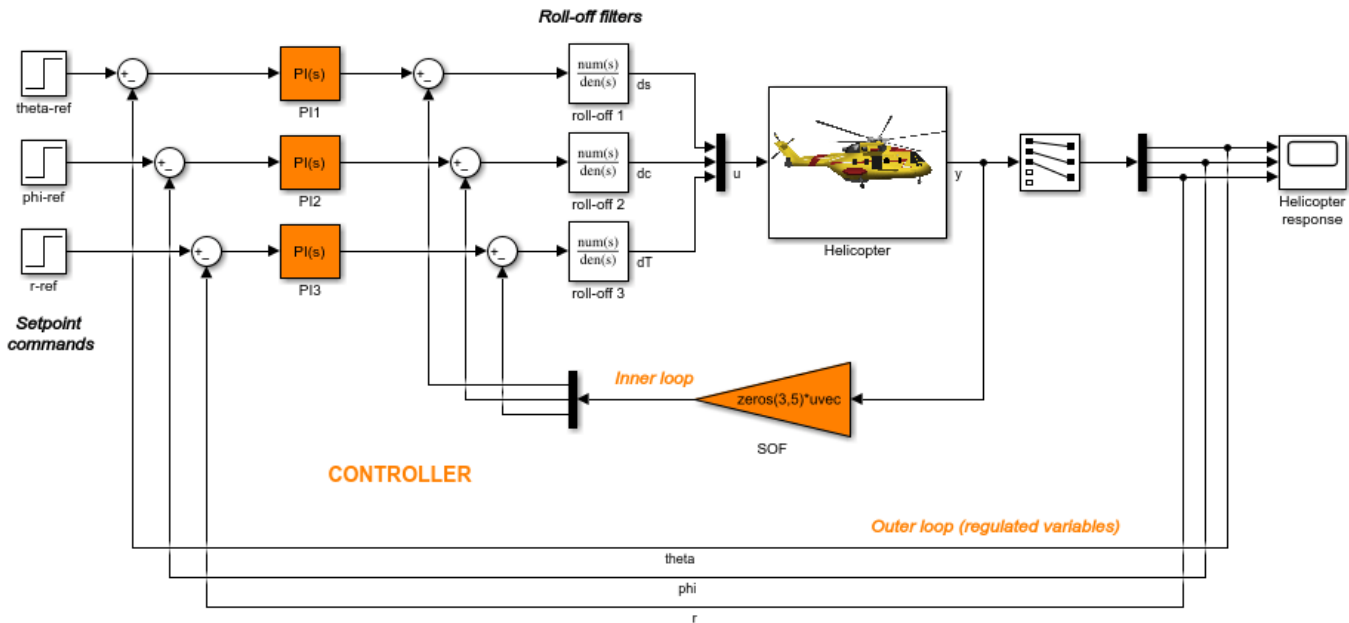 Roll-off filters
theta-ref
+
-
PI(s)
PI1
+
-
num(s)
den(s)
ds
roll-off 1
phi-ref
+
-
PI(s)
PI2
+
-
num(s)
den(s)
dc
roll-off 2
u
y
Helicopter
Helicopter
response
r-ref
+
-
PI(s)
PI3
+
-
num(s)
den(s)
dT
roll-off 3
Setpoint
commands
Inner loop
zeros(3,5)*uvec
SOF
CONTROLLER
Outer loop (regulated variables)
theta
phi
r